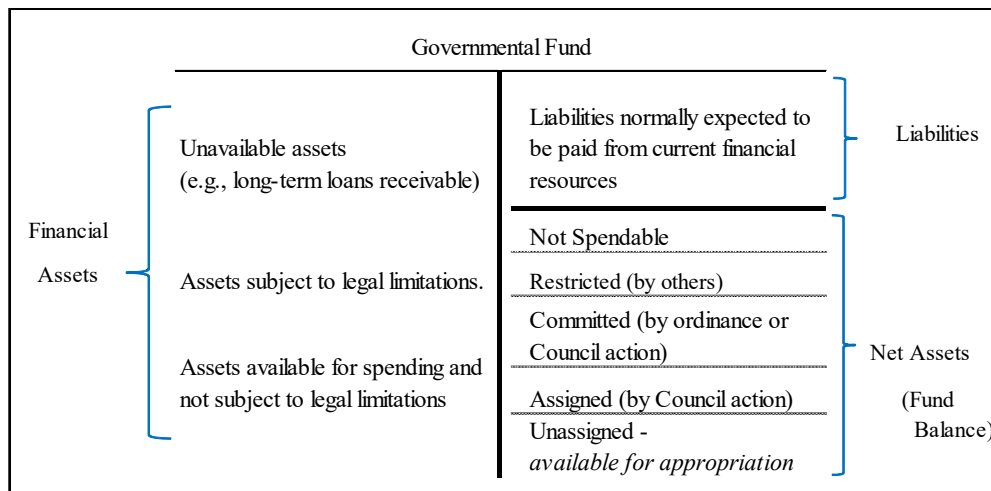 Governmental Fund
Financial
Assets
Unavailable assets
(e.g., long-term loans receivable)
Assets subject to legal limitations.
Assets available for spending and
not subject to legal limitations
Liabilities normally expected to
be paid from current financial
resources
Not Spendable
Restricted (by others)
Committed (by ordinance or
Council action)
Assigned (by Council action)
Unassigned -
available for appropriation
Liabilities
Net Assets
(Fund
Balance)